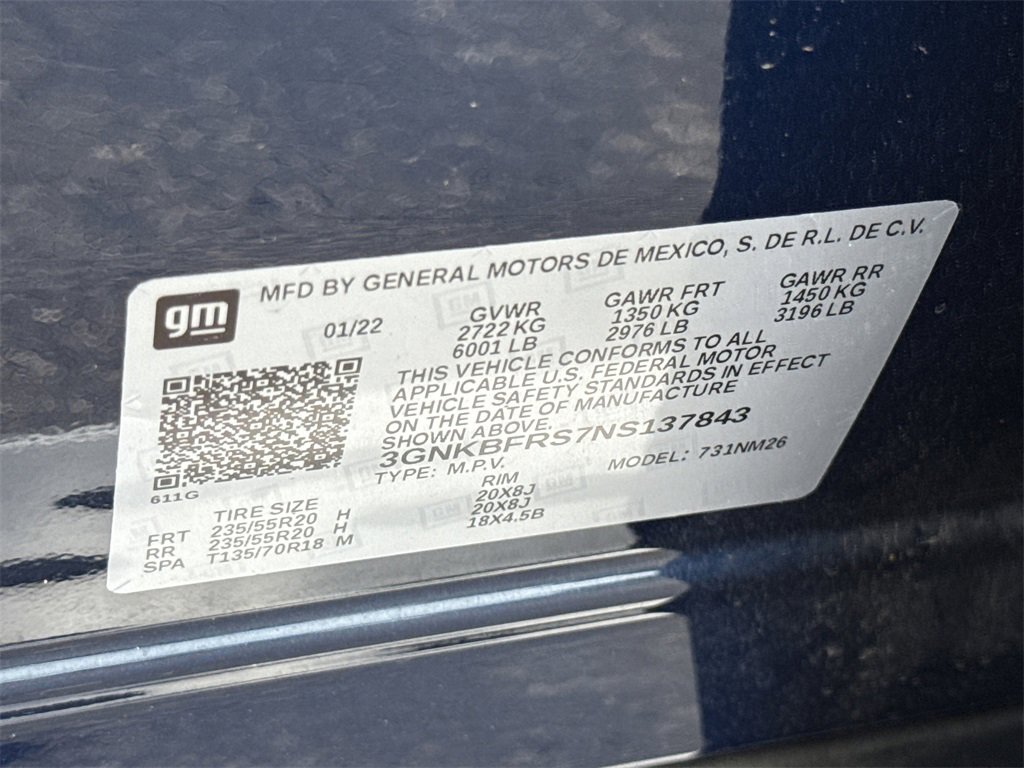 gm
MFD BY GENERAL MOTORS DE MEXICO, S. DE R.L. DE C.V.
01/22
GVWR
2722 KG
6001 LB
GAWR FRT
1350 KG
2976 LB
GAWR RR
1450 KG
3196 LB
THIS VEHICLE CONFORMS TO ALL
APPLICABLE U.S. FEDERAL MOTOR
VEHICLE SAFETY STANDARDS IN EFFECT
ON THE DATE OF MANUFACTURE
SHOWN ABOVE.
3GNKBFRS7NS137843
TYPE: M.P.V.
MODEL: 731NM26
611G
TIRE SIZE
RIM
FRT 235/55R20 H 20X8J
RR 235/55R20 H 20X8J
SPA T135/70R18 M 18X4.5B